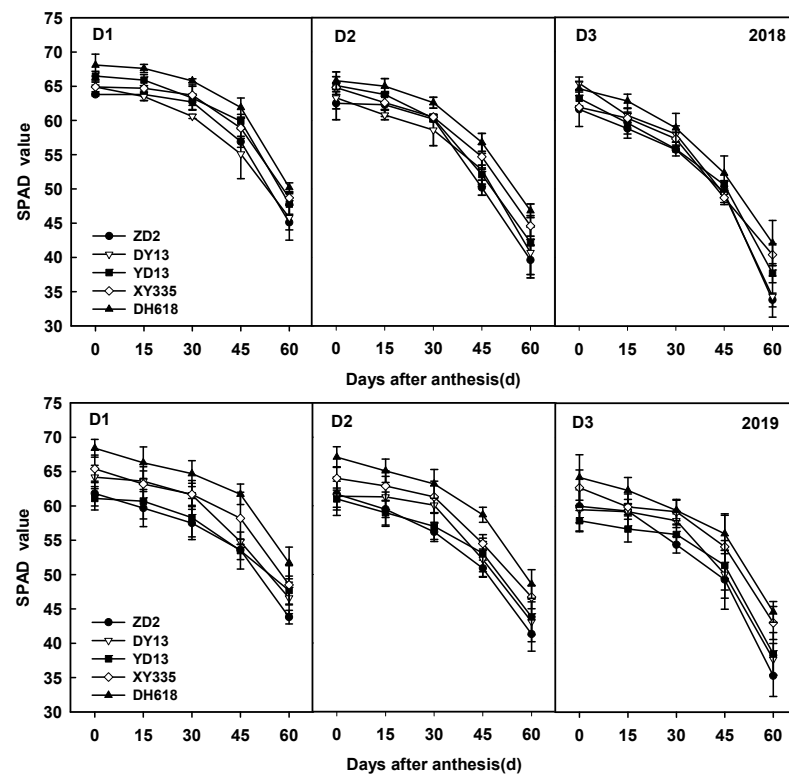 D1
D2
D3
2018
75
70
65
60
55
50
45
40
35
30
SPAD value
ZD2
DY13
YD13
XY335
DH618
0 15 30 45 60 0 15 30 45 60 0 15 30 45 60
Days after anthesis(d)
D1
D2
D3
2019
75
70
65
60
55
50
45
40
35
30
SPAD value
ZD2
DY13
YD13
XY335
DH618
0 15 30 45 60 0 15 30 45 60 0 15 30 45 60
Days after anthesis(d)